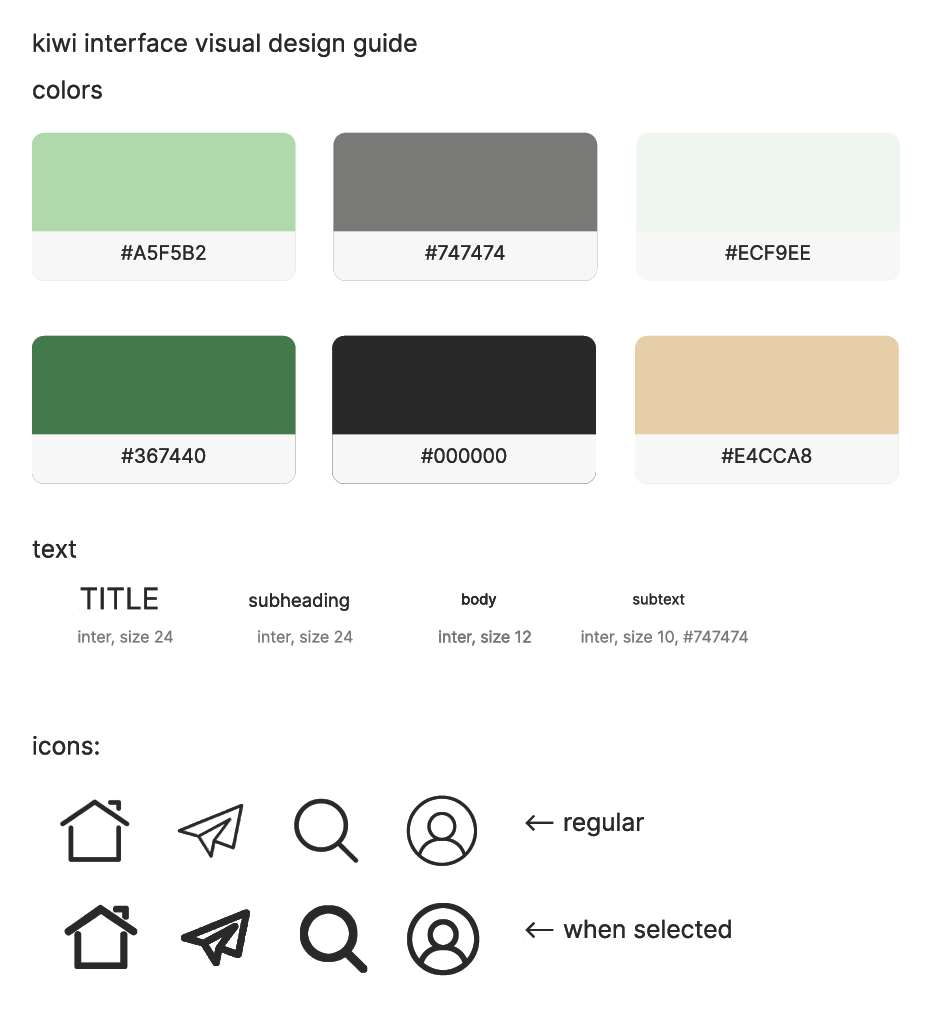 kiwi interface visual design guide
colors
#A5F5B2 #747474 #ECF9EE
#367440 #000000 #E4CCA8
text
TITLE subheading body subtext
inter, size 24 inter, size 24 inter, size 12 inter, size 10, #747474
icons:
← regular
← when selected